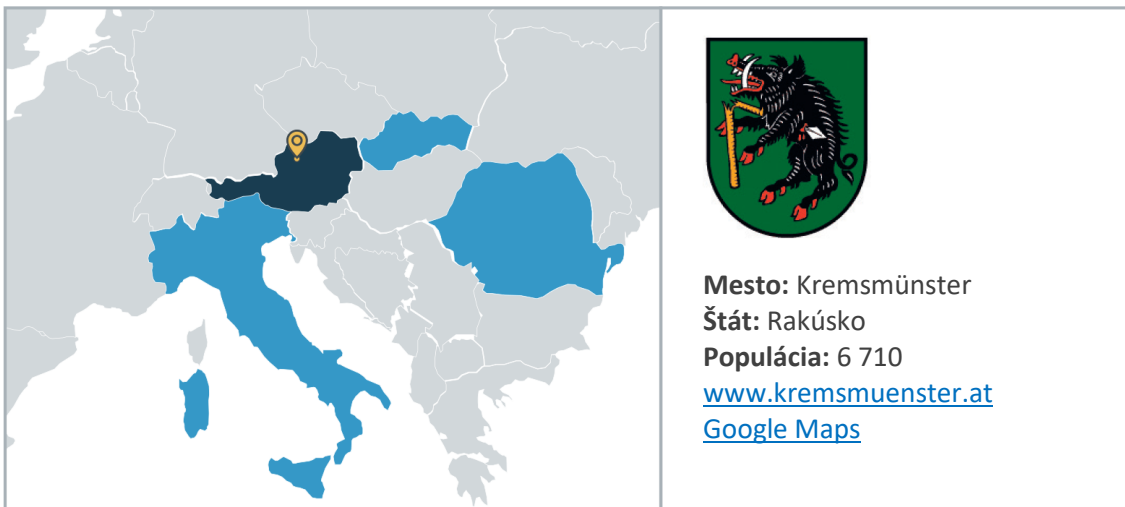 Mesto: Kremsmünster
Štát: Rakúsko
Populácia: 6 710
www.kremsmuenster.at
Google Maps